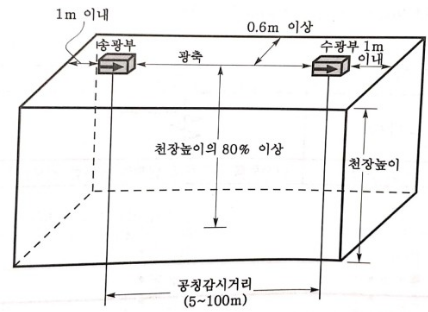 1m 이내
0.6m 이상
송광부
광축
수광부 1m
이내
천장높이의 80% 이상
천장높이
공칭감시거리
(5~100m)